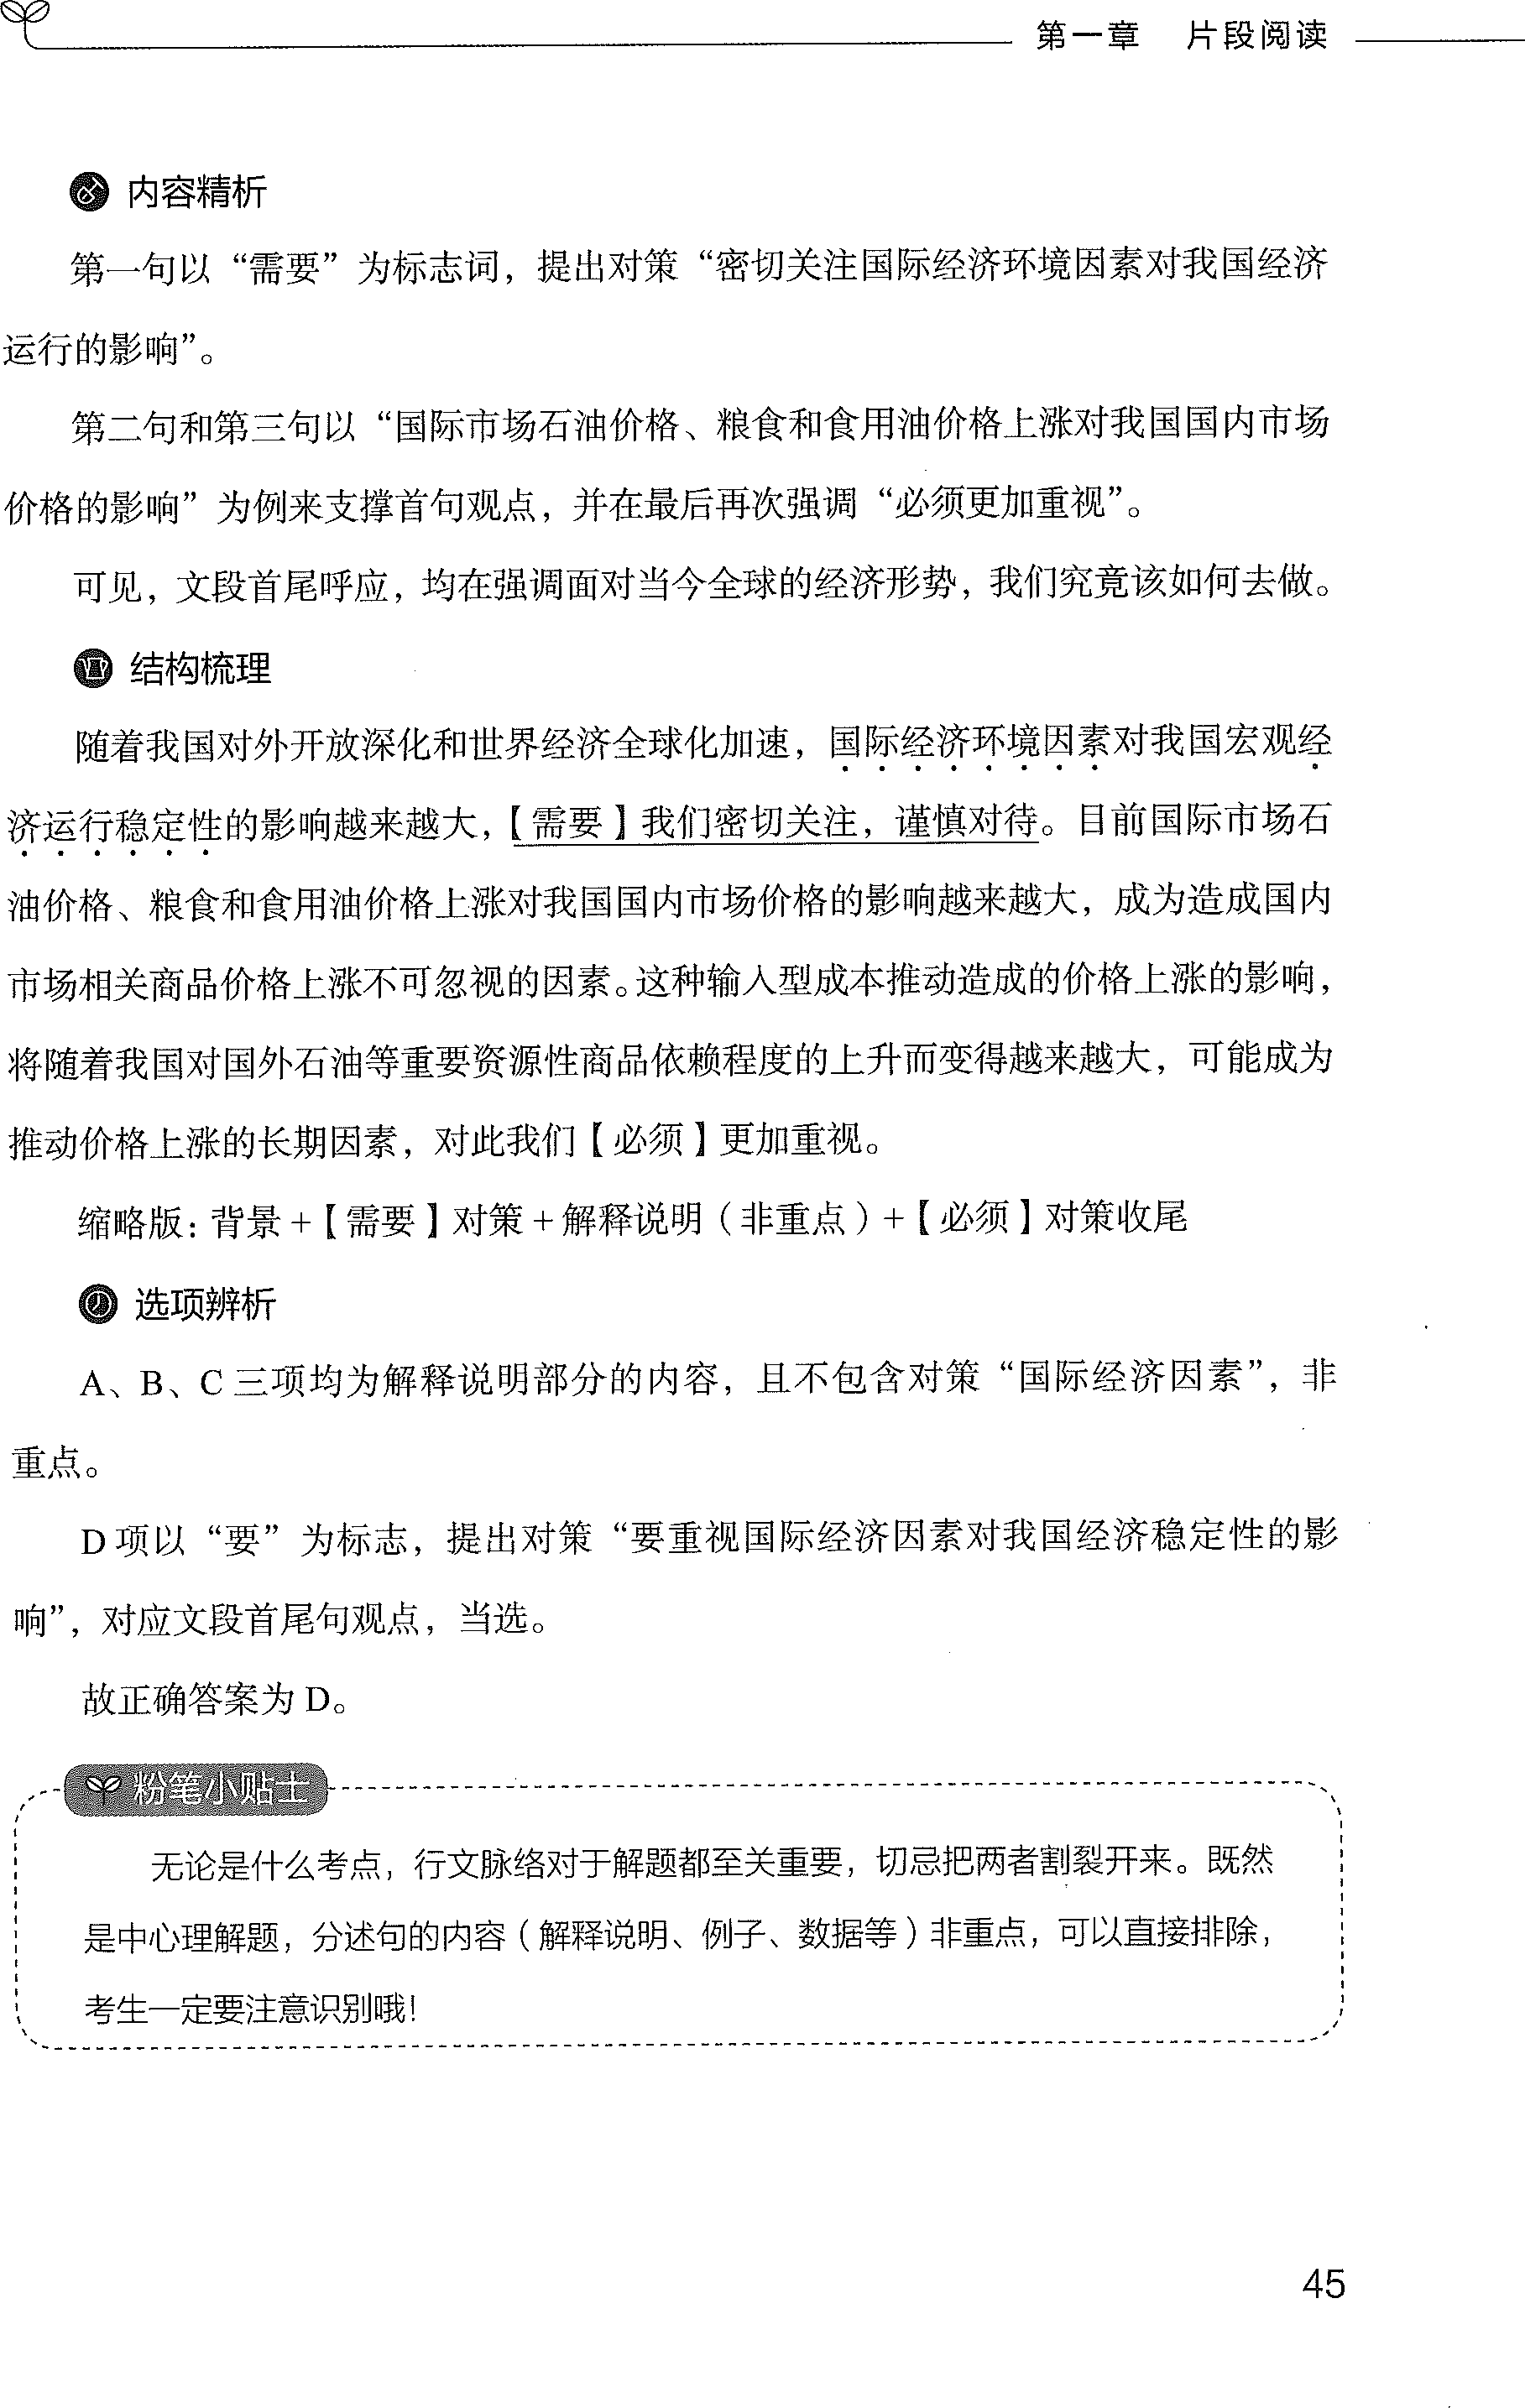 第一章 片段阅读
内容精析
第一句以“需要”为标志词，提出对策“密切关注国际经济环境因素对我国经济
运行的影响”。
第二句和第三句以“国际市场石油价格、粮食和食用油价格上涨对我国国内市场
价格的影响”为例来支撑首句观点，并在最后再次强调“必须更加重视”。
可见，文段首尾呼应，均在强调面对当今全球的经济形势，我们究竟该如何去做。
结构梳理
随着我国对外开放深化和世界经济全球化加速，国际经济环境因素对我国宏观经
济运行稳定性的影响越来越大，【需要】我们密切关注，谨慎对待。目前国际市场石
油价格、粮食和食用油价格上涨对我国国内市场价格的影响越来越大，成为造成国内
市场相关商品价格上涨不可忽视的因素。这种输入型成本推动造成的价格上涨的影响，
将随着我国对国外石油等重要资源性商品依赖程度的上升而变得越来越大，可能成为
推动价格上涨的长期因素，对此我们【必须】更加重视。
缩略版：背景+【需要】对策+解释说明（非重点）+【必须】对策收尾
选项辨析
A、B、C三项均为解释说明部分的内容，且不包含对策“国际经济因素”，非
重点。
D项以“要”为标志，提出对策“要重视国际经济因素对我国经济稳定性的影
响”，对应文段首尾句观点，当选。
故正确答案为D。
粉笔小贴士
无论是什么考点，行文脉络对于解题都至关重要，切忌把两者割裂开来。既然
是中心理解题，分述句的内容（解释说明、例子、数据等）非重点，可以直接排除，
考生一定要注意识别哦！
45